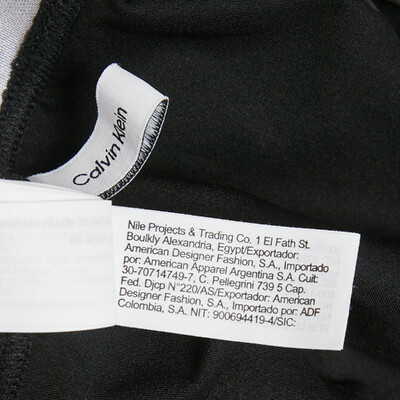 Calvin Klein
Nile Projects & Trading Co, 1 El Fath St.
Boulkly Alexandria, Egypt/Exportador:
American Designer Fashion, S.A., Importado
por: American Apparel Argentina S.A. Cuit:
30-70714749-7, C. Pellegrini 739 5 Cap.
Fed. Djcp N°220/AS/Exportador: American
Designer Fashion, S.A., Importado por: ADF
Colombia, S.A. NIT: 900694419-4/SIC: